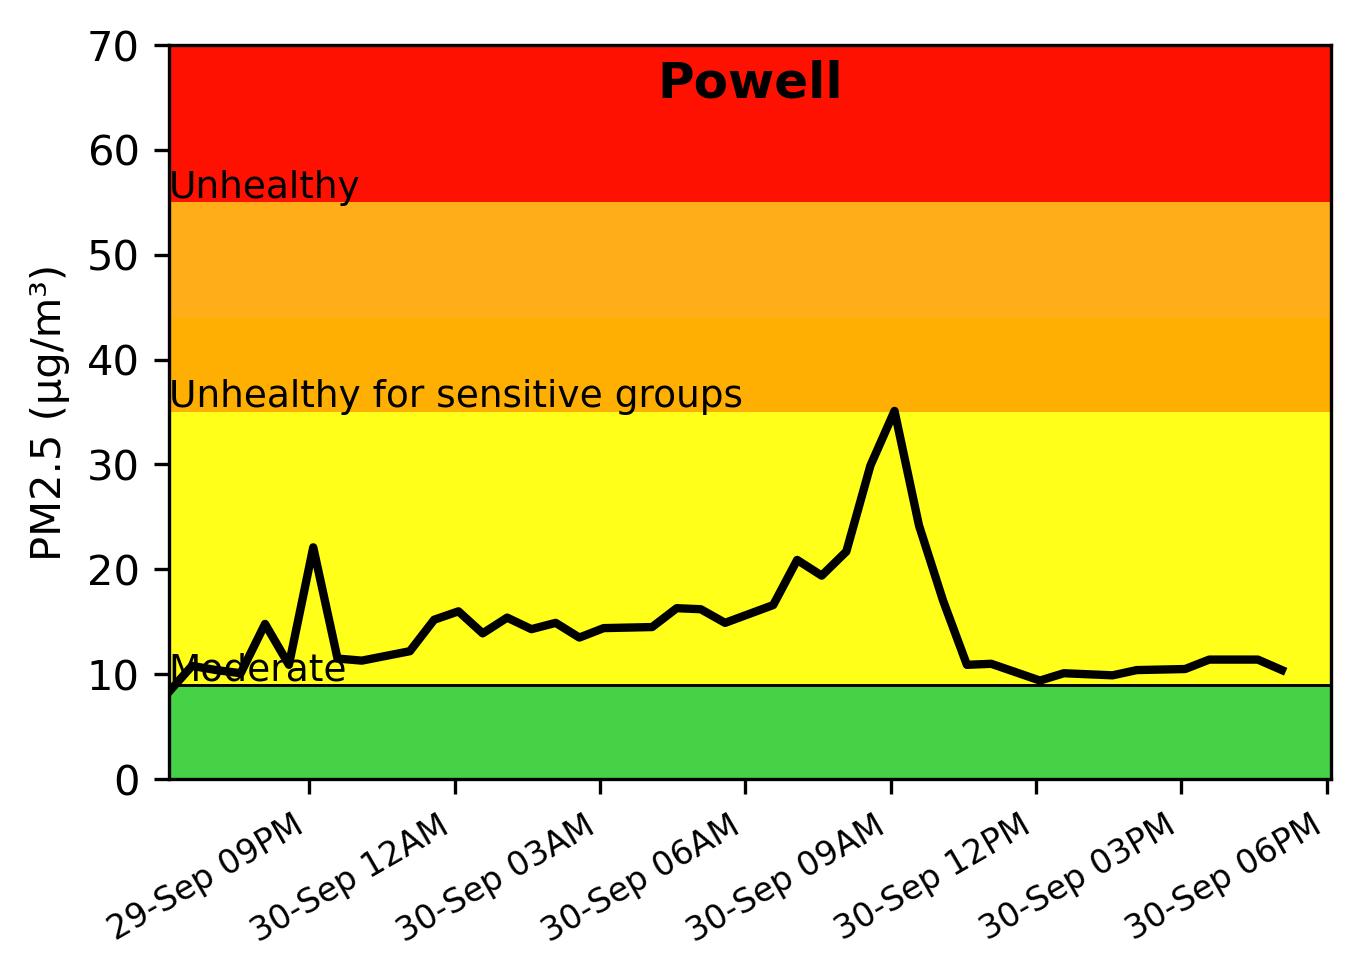 Powell
70
60
50
40
30
20
10
0
PM2.5 (µg/m³)
Unhealthy
Unhealthy for sensitive groups
Moderate
29-Sep 09PM
30-Sep 12AM
30-Sep 03AM
30-Sep 06AM
30-Sep 09AM
30-Sep 12PM
30-Sep 03PM
30-Sep 06PM